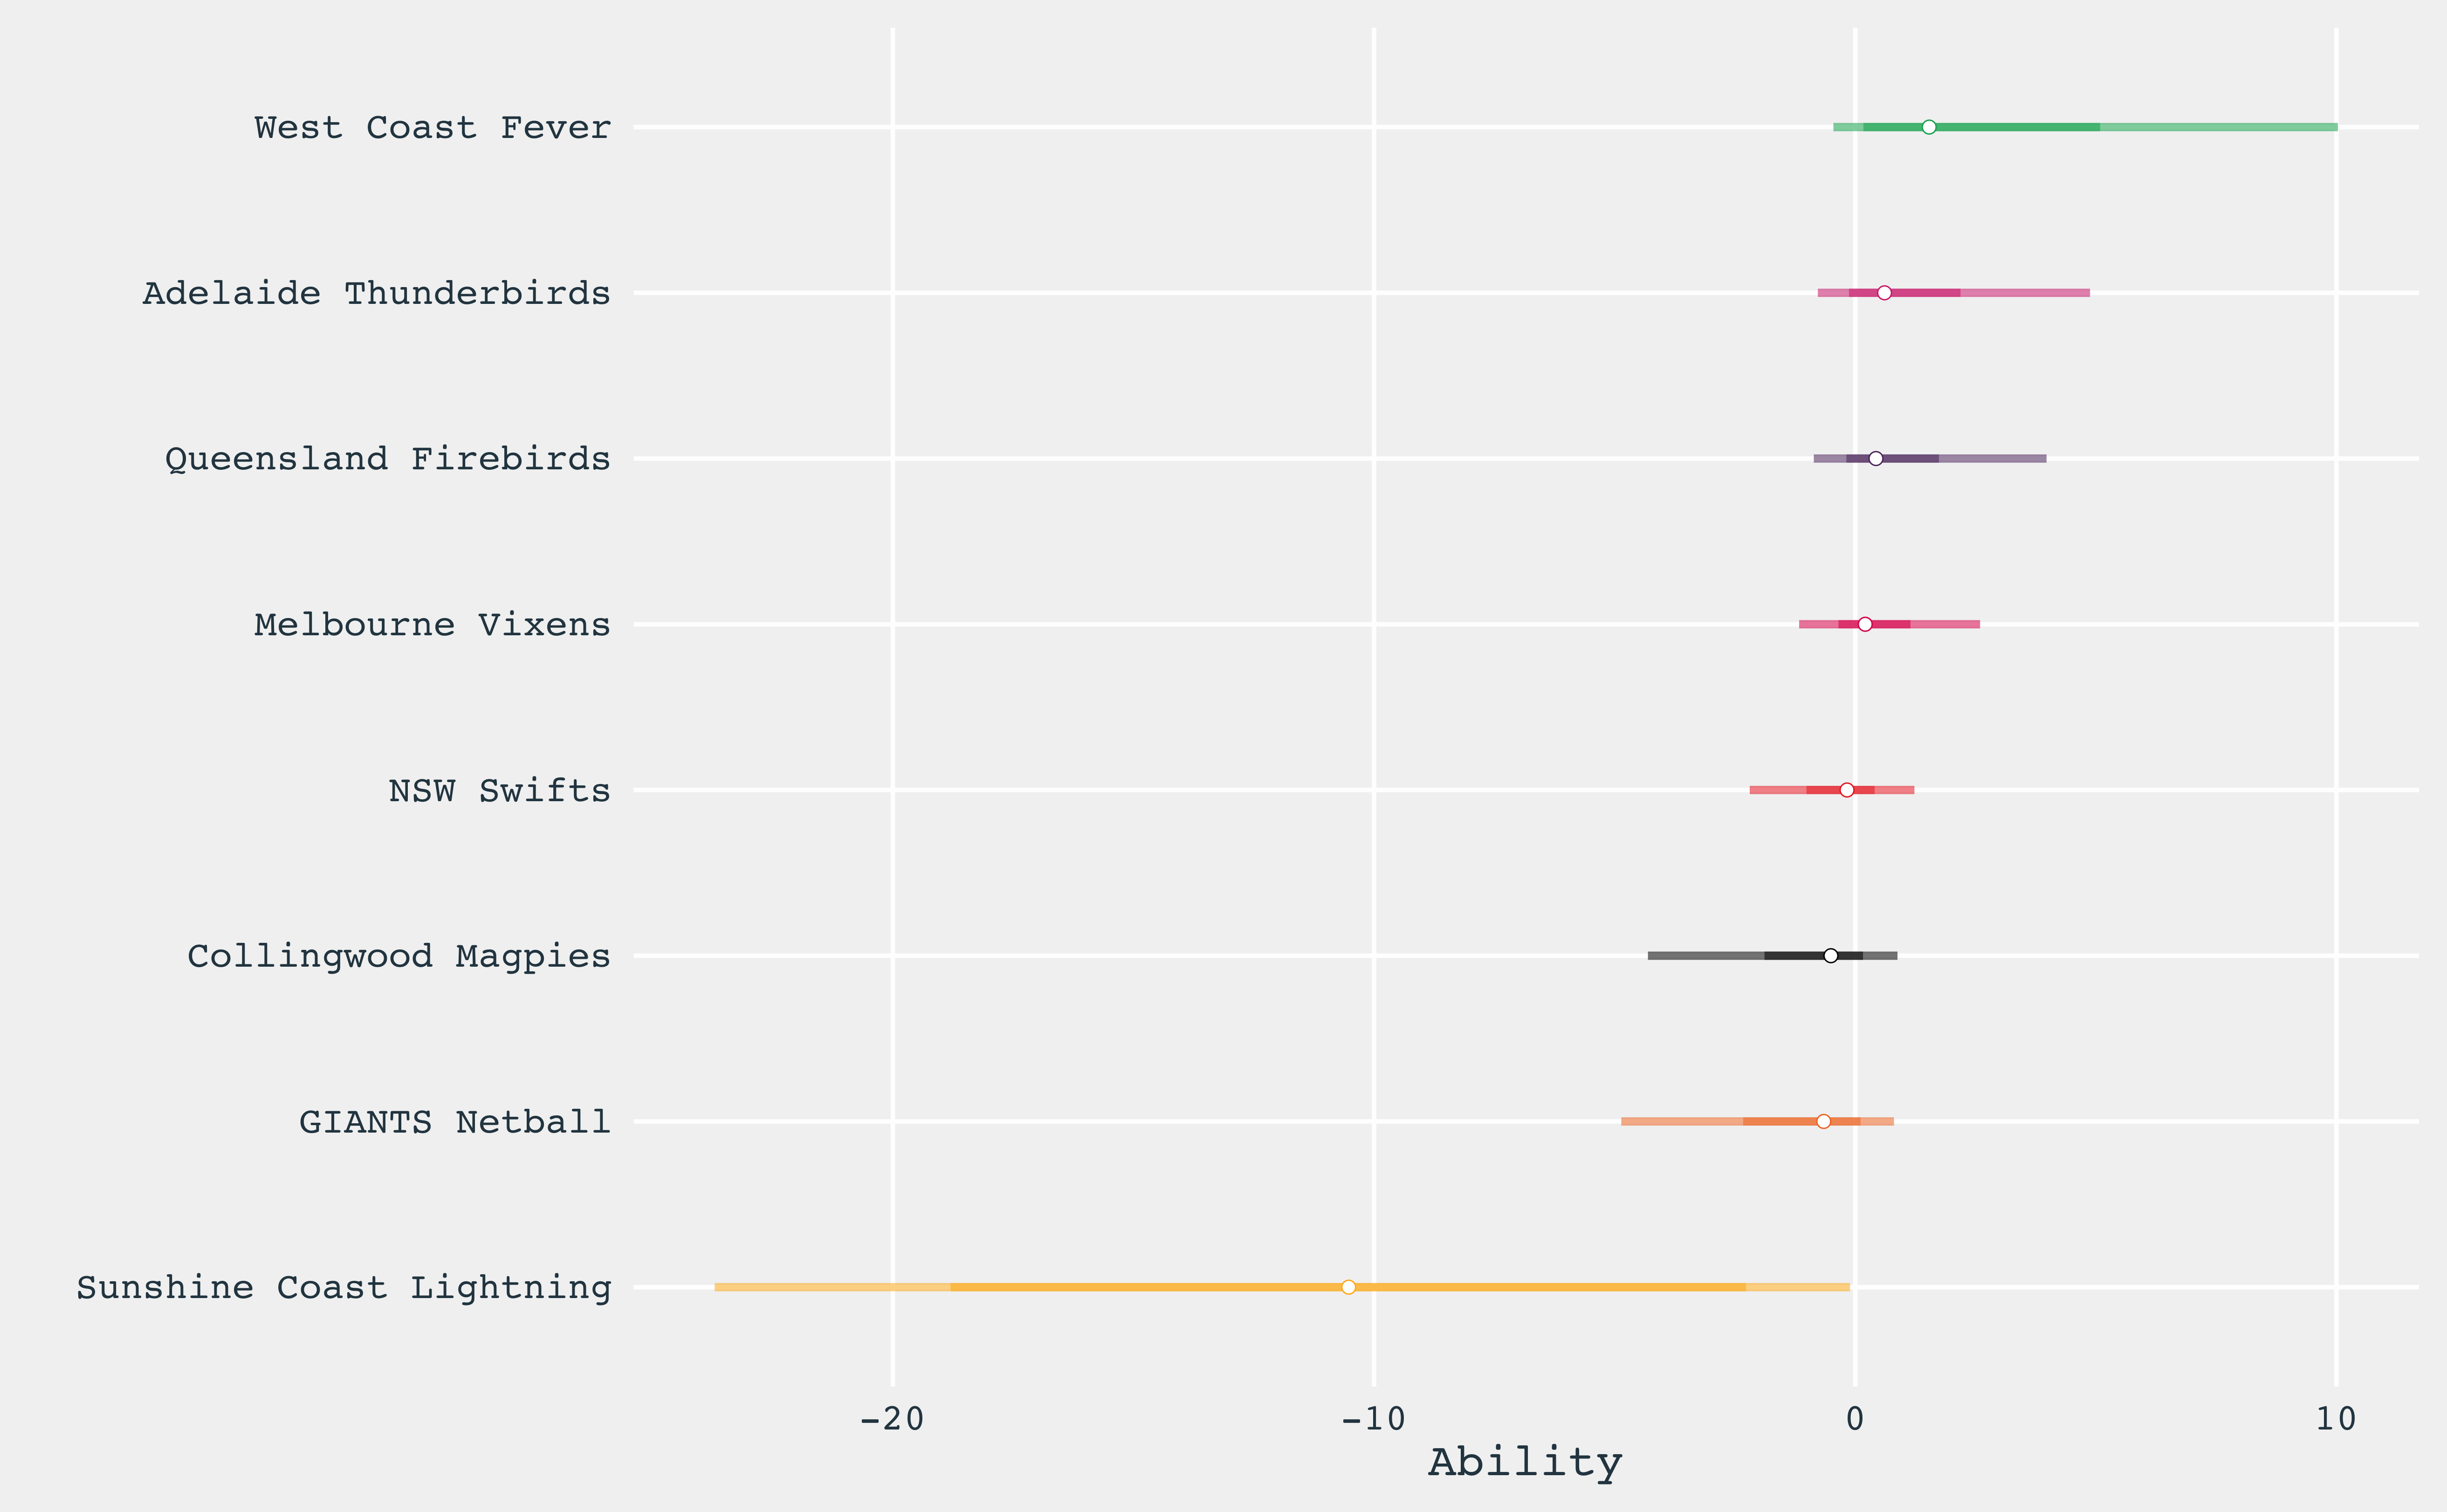 West Coast Fever
Adelaide Thunderbirds
Queensland Firebirds
Melbourne Vixens
NSW Swifts
Collingwood Magpies
GIANTS Netball
Sunshine Coast Lightning
-20 -10 0 10
Ability